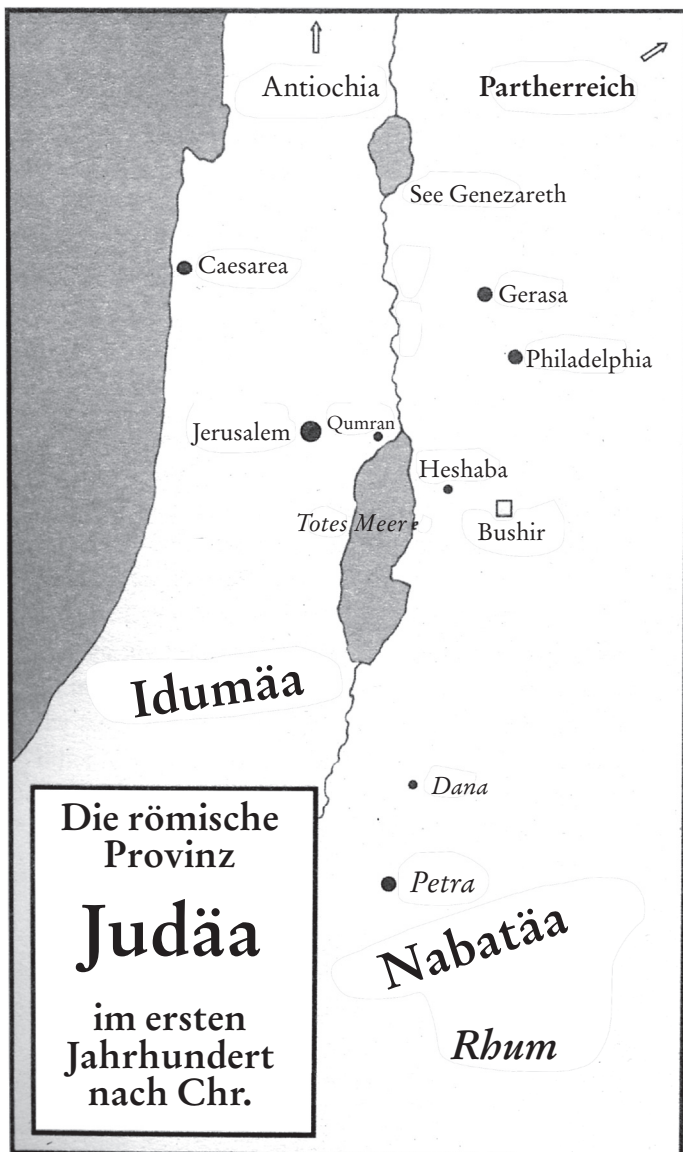 Antiochia
Partherreich
See Genezareth
Caesarea
Gerasa
Philadelphia
Jerusalem
Qumran
Heshaba
Totes Meer
Bushir
Idumäa
Dana
Petra
Nabatäa
Rhum
Die römische
Provinz
Judäa
im ersten
Jahrhundert
nach Chr.